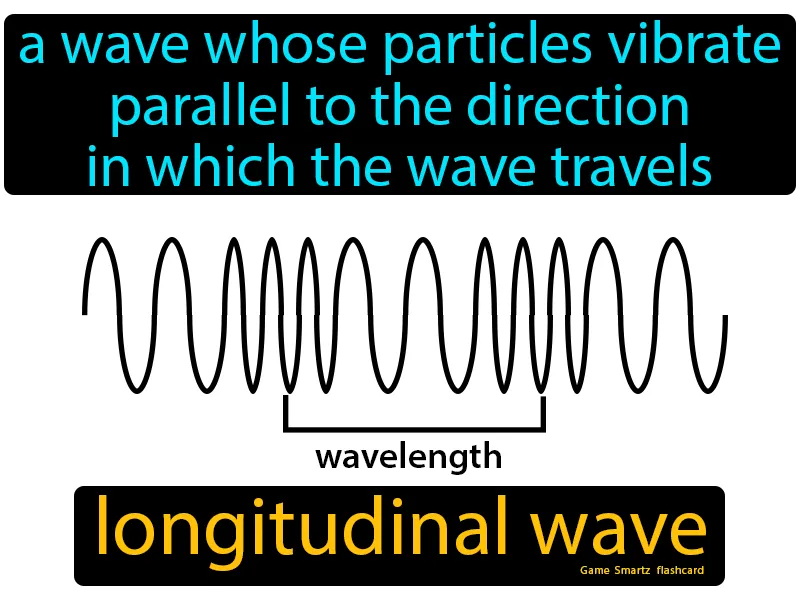 a wave whose particles vibrate
parallel to the direction
in which the wave travels
wavelength
longitudinal wave
Game Smartz flashcard